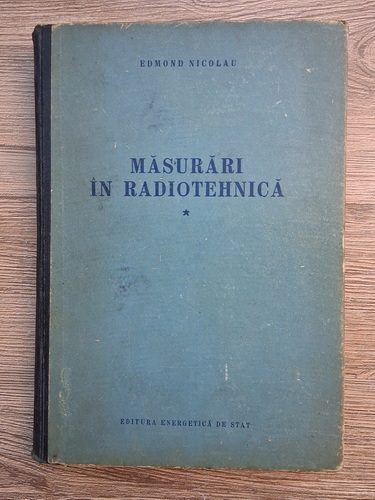 EDMOND NICOLAU
MĂSURĂRI
ÎN RADIOTEHNICĂ
★
EDITURA ENERGETICĂ DE STAT